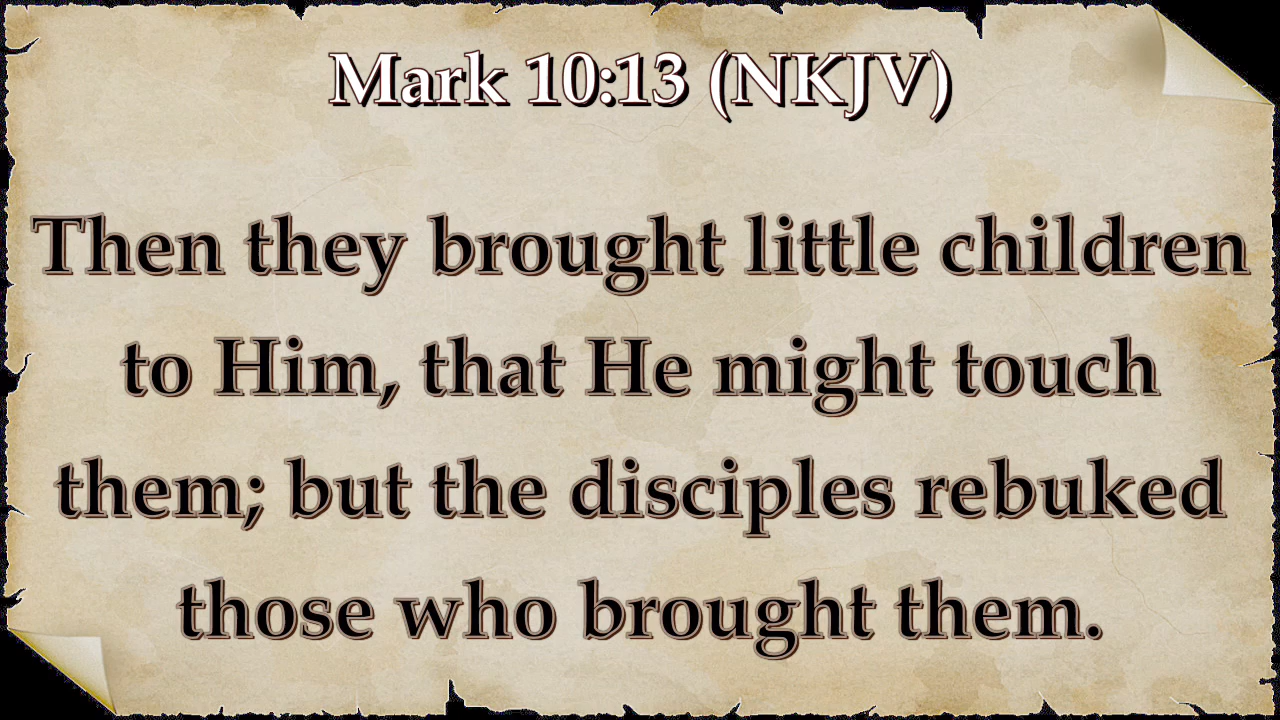 Mark 10:13 (NKJV)
Then they brought little children
to Him, that He might touch
them; but the disciples rebuked
those who brought them.